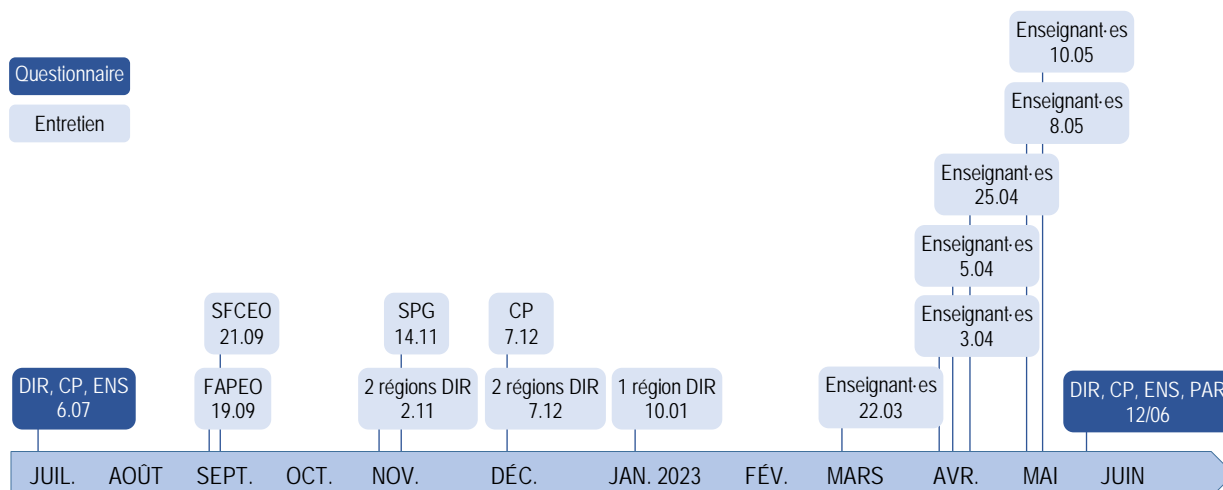 Enseignant·es
10.05
Questionnaire
Enseignant·es
8.05
Entretien
Enseignant·es
25.04
Enseignant·es
5.04
SFCEO
21.09
SPG
14.11
CP
7.12
Enseignant·es
3.04
DIR, CP, ENS
6.07
FAPEO
19.09
2 régions DIR
2.11
2 régions DIR
7.12
1 région DIR
10.01
Enseignant·es
22.03
DIR, CP, ENS, PAR
12/06
JUIL. AOÛT SEPT. OCT. NOV. DÉC. JAN. 2023 FÉV. MARS AVR. MAI JUIN